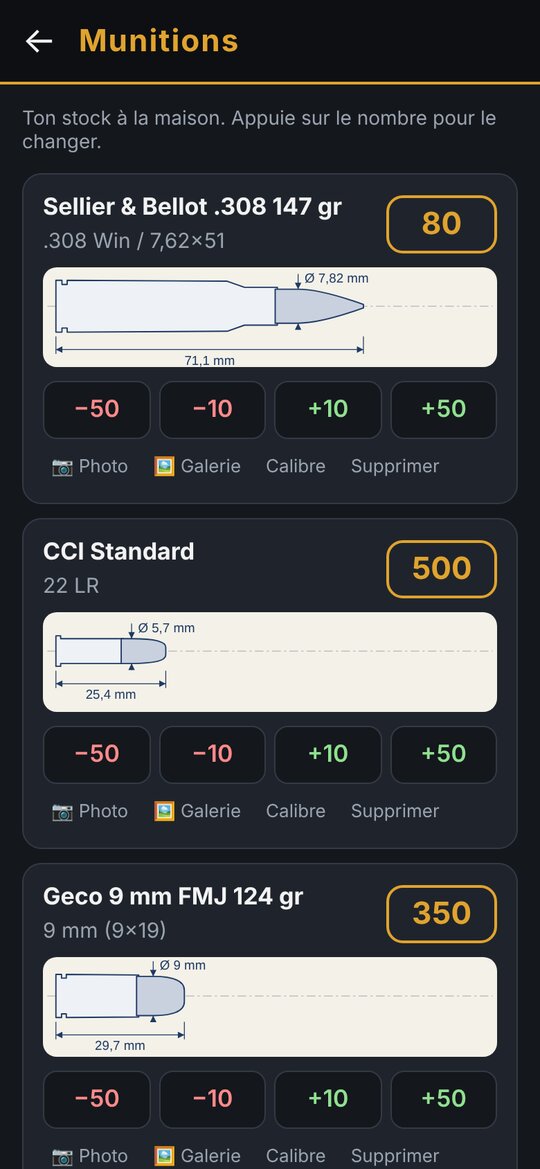 ← Munitions
Ton stock à la maison. Appuie sur le nombre pour le
changer.
Sellier & Bellot .308 147 gr
80
.308 Win / 7,62×51
Ø 7,82 mm
71,1 mm
−50 −10 +10 +50
Photo Galerie Calibre Supprimer
CCI Standard
500
22 LR
Ø 5,7 mm
25,4 mm
−50 −10 +10 +50
Photo Galerie Calibre Supprimer
Geco 9 mm FMJ 124 gr
350
9 mm (9×19)
Ø 9 mm
29,7 mm
−50 −10 +10 +50
Photo Galerie Calibre Supprimer